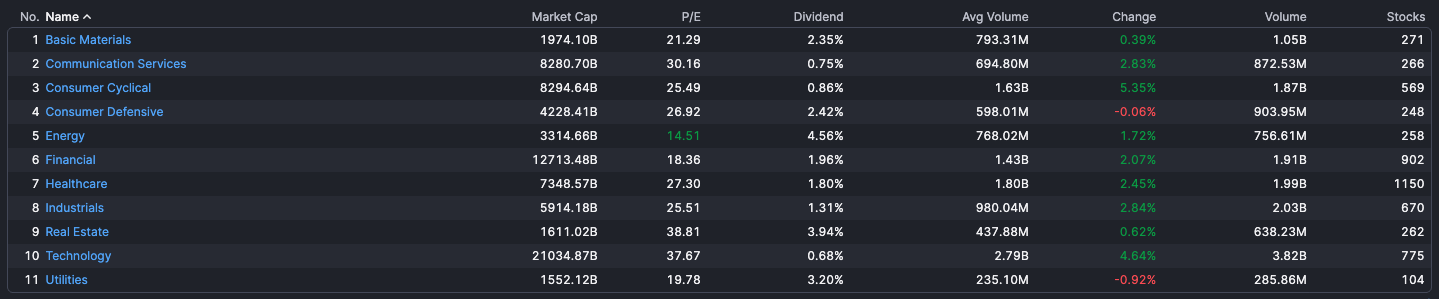 No. Name Market Cap P/E Dividend Avg Volume Change Volume Stocks
1 Basic Materials 1974.10B 21.29 2.35% 793.31M 0.39% 1.05B 271
2 Communication Services 8280.70B 30.16 0.75% 694.80M 2.83% 872.53M 266
3 Consumer Cyclical 8294.64B 25.49 0.86% 1.63B 5.35% 1.87B 569
4 Consumer Defensive 4228.41B 26.92 2.42% 598.01M -0.06% 903.95M 248
5 Energy 3314.66B 14.51 4.56% 768.02M 1.72% 756.61M 258
6 Financial 12713.48B 18.36 1.96% 1.43B 2.07% 1.91B 902
7 Healthcare 7348.57B 27.30 1.80% 1.80B 2.45% 1.99B 1150
8 Industrials 5914.18B 25.51 1.31% 980.04M 2.84% 2.03B 670
9 Real Estate 1611.02B 38.81 3.94% 437.88M 0.62% 638.23M 262
10 Technology 21034.87B 37.67 0.68% 2.79B 4.64% 3.82B 775
11 Utilities 1552.12B 19.78 3.20% 235.10M -0.92% 285.86M 104